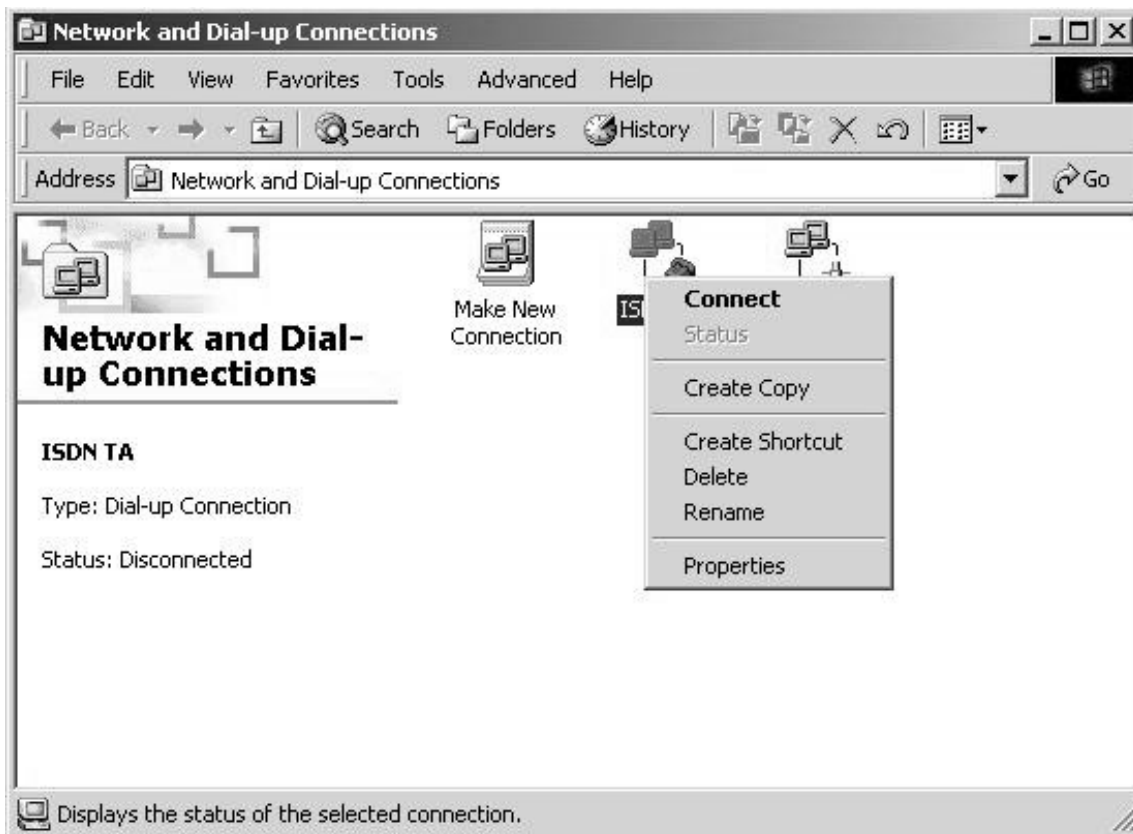 Network and Dial-up Connections
File Edit View Favorites Tools Advanced Help
Back Search Folders History
Address Network and Dial-up Connections Go
Make New
Connection
Network and Dial-
up Connections
ISDN TA
Type: Dial-up Connection
Status: Disconnected
Connect
Status
Create Copy
Create Shortcut
Delete
Rename
Properties
Displays the status of the selected connection.